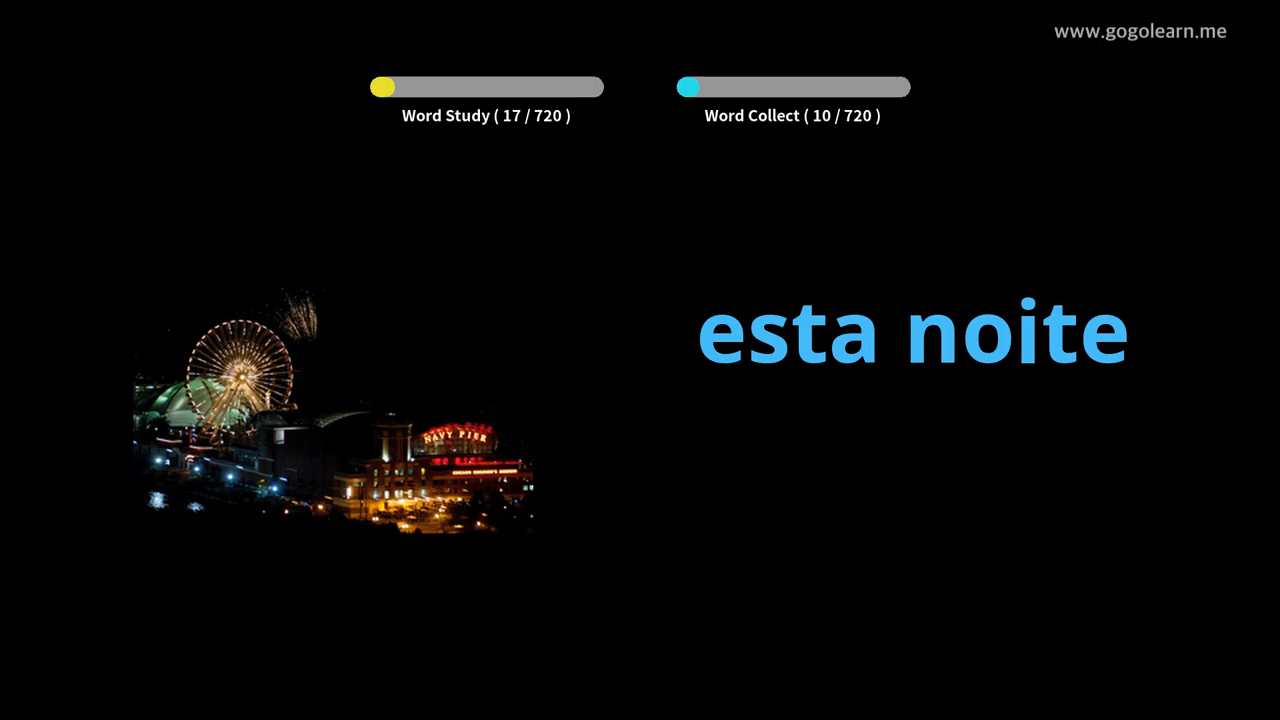 www.gogolearn.me
Word Study ( 17 / 720 )
Word Collect ( 10 / 720 )
esta noite
NAVY PIER